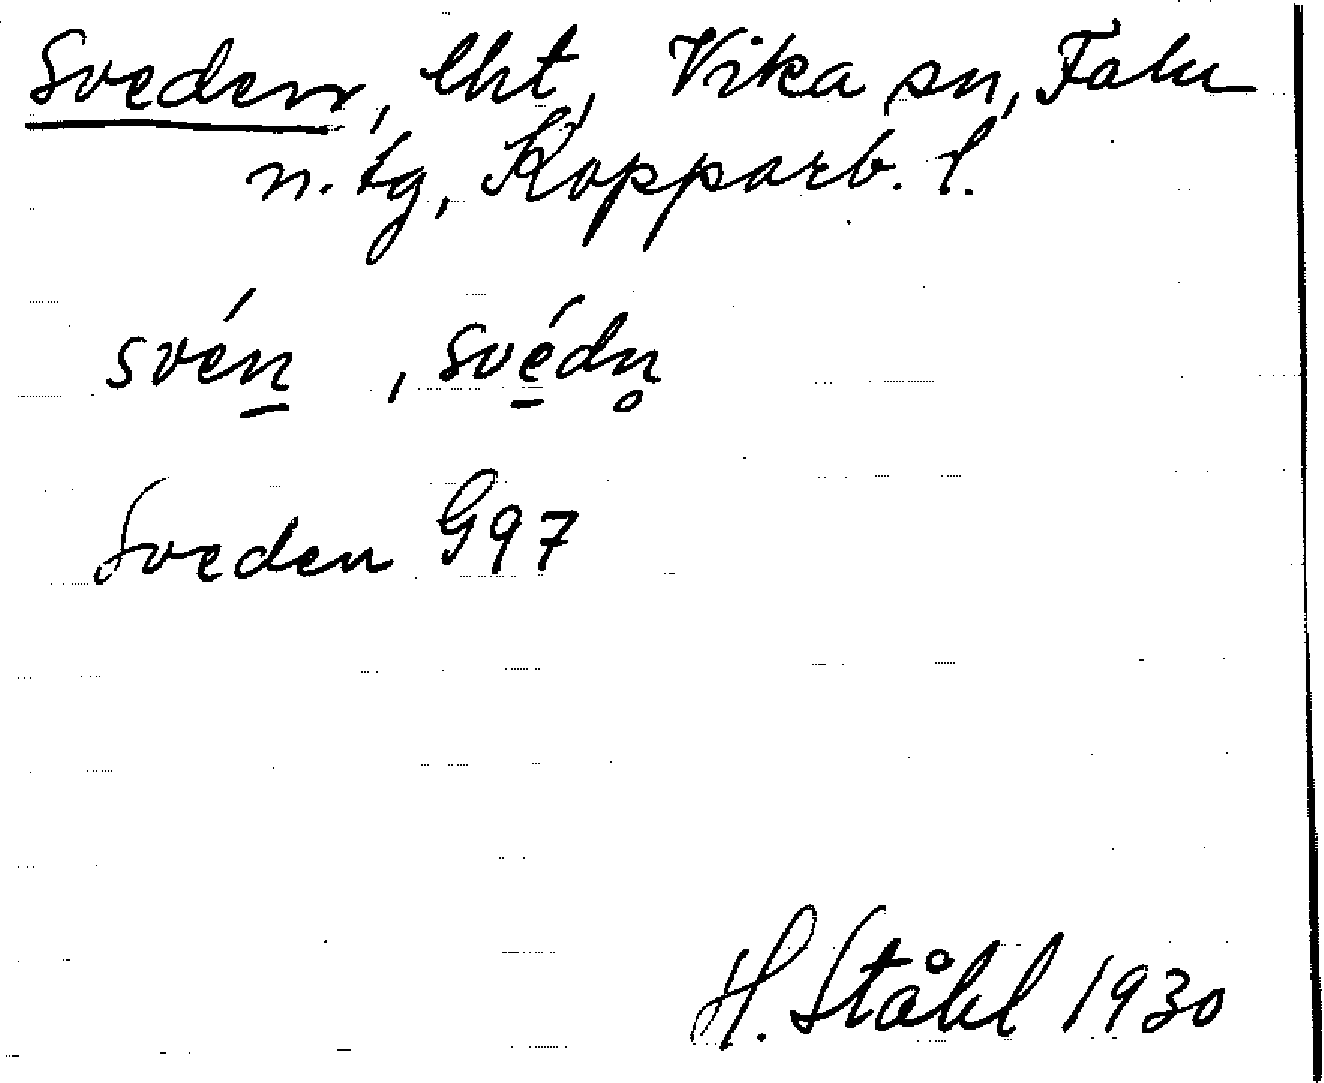 Sveden, lht, Vika sn, Falu
n. tg, Kopparb. l.
svén, svédn̥
Sveden G97
H. Ståhl 1930